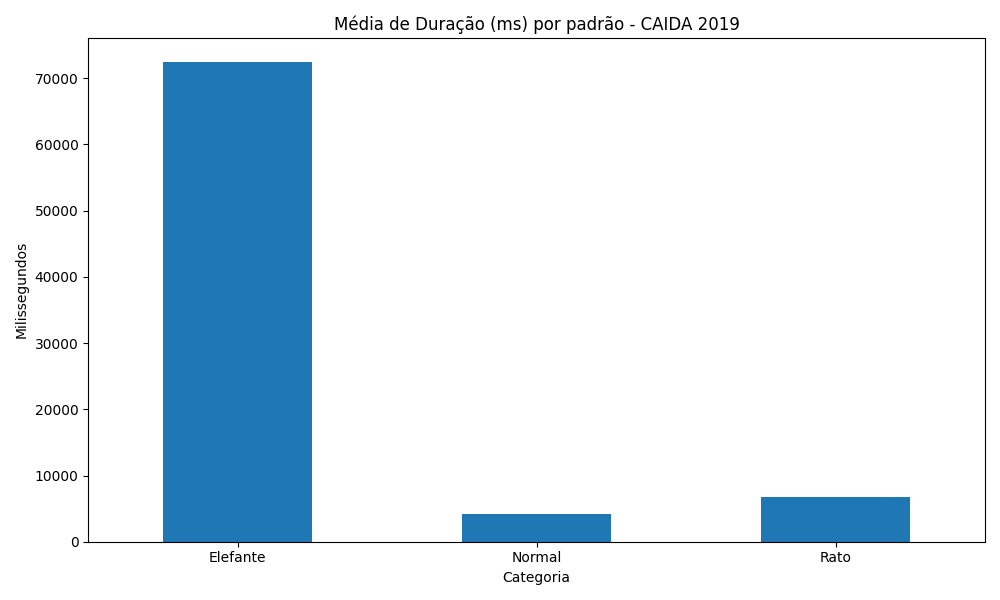 Média de Duração (ms) por padrão - CAIDA 2019
Milissegundos
70000
60000
50000
40000
30000
20000
10000
0
Elefante
Normal
Rato
Categoria